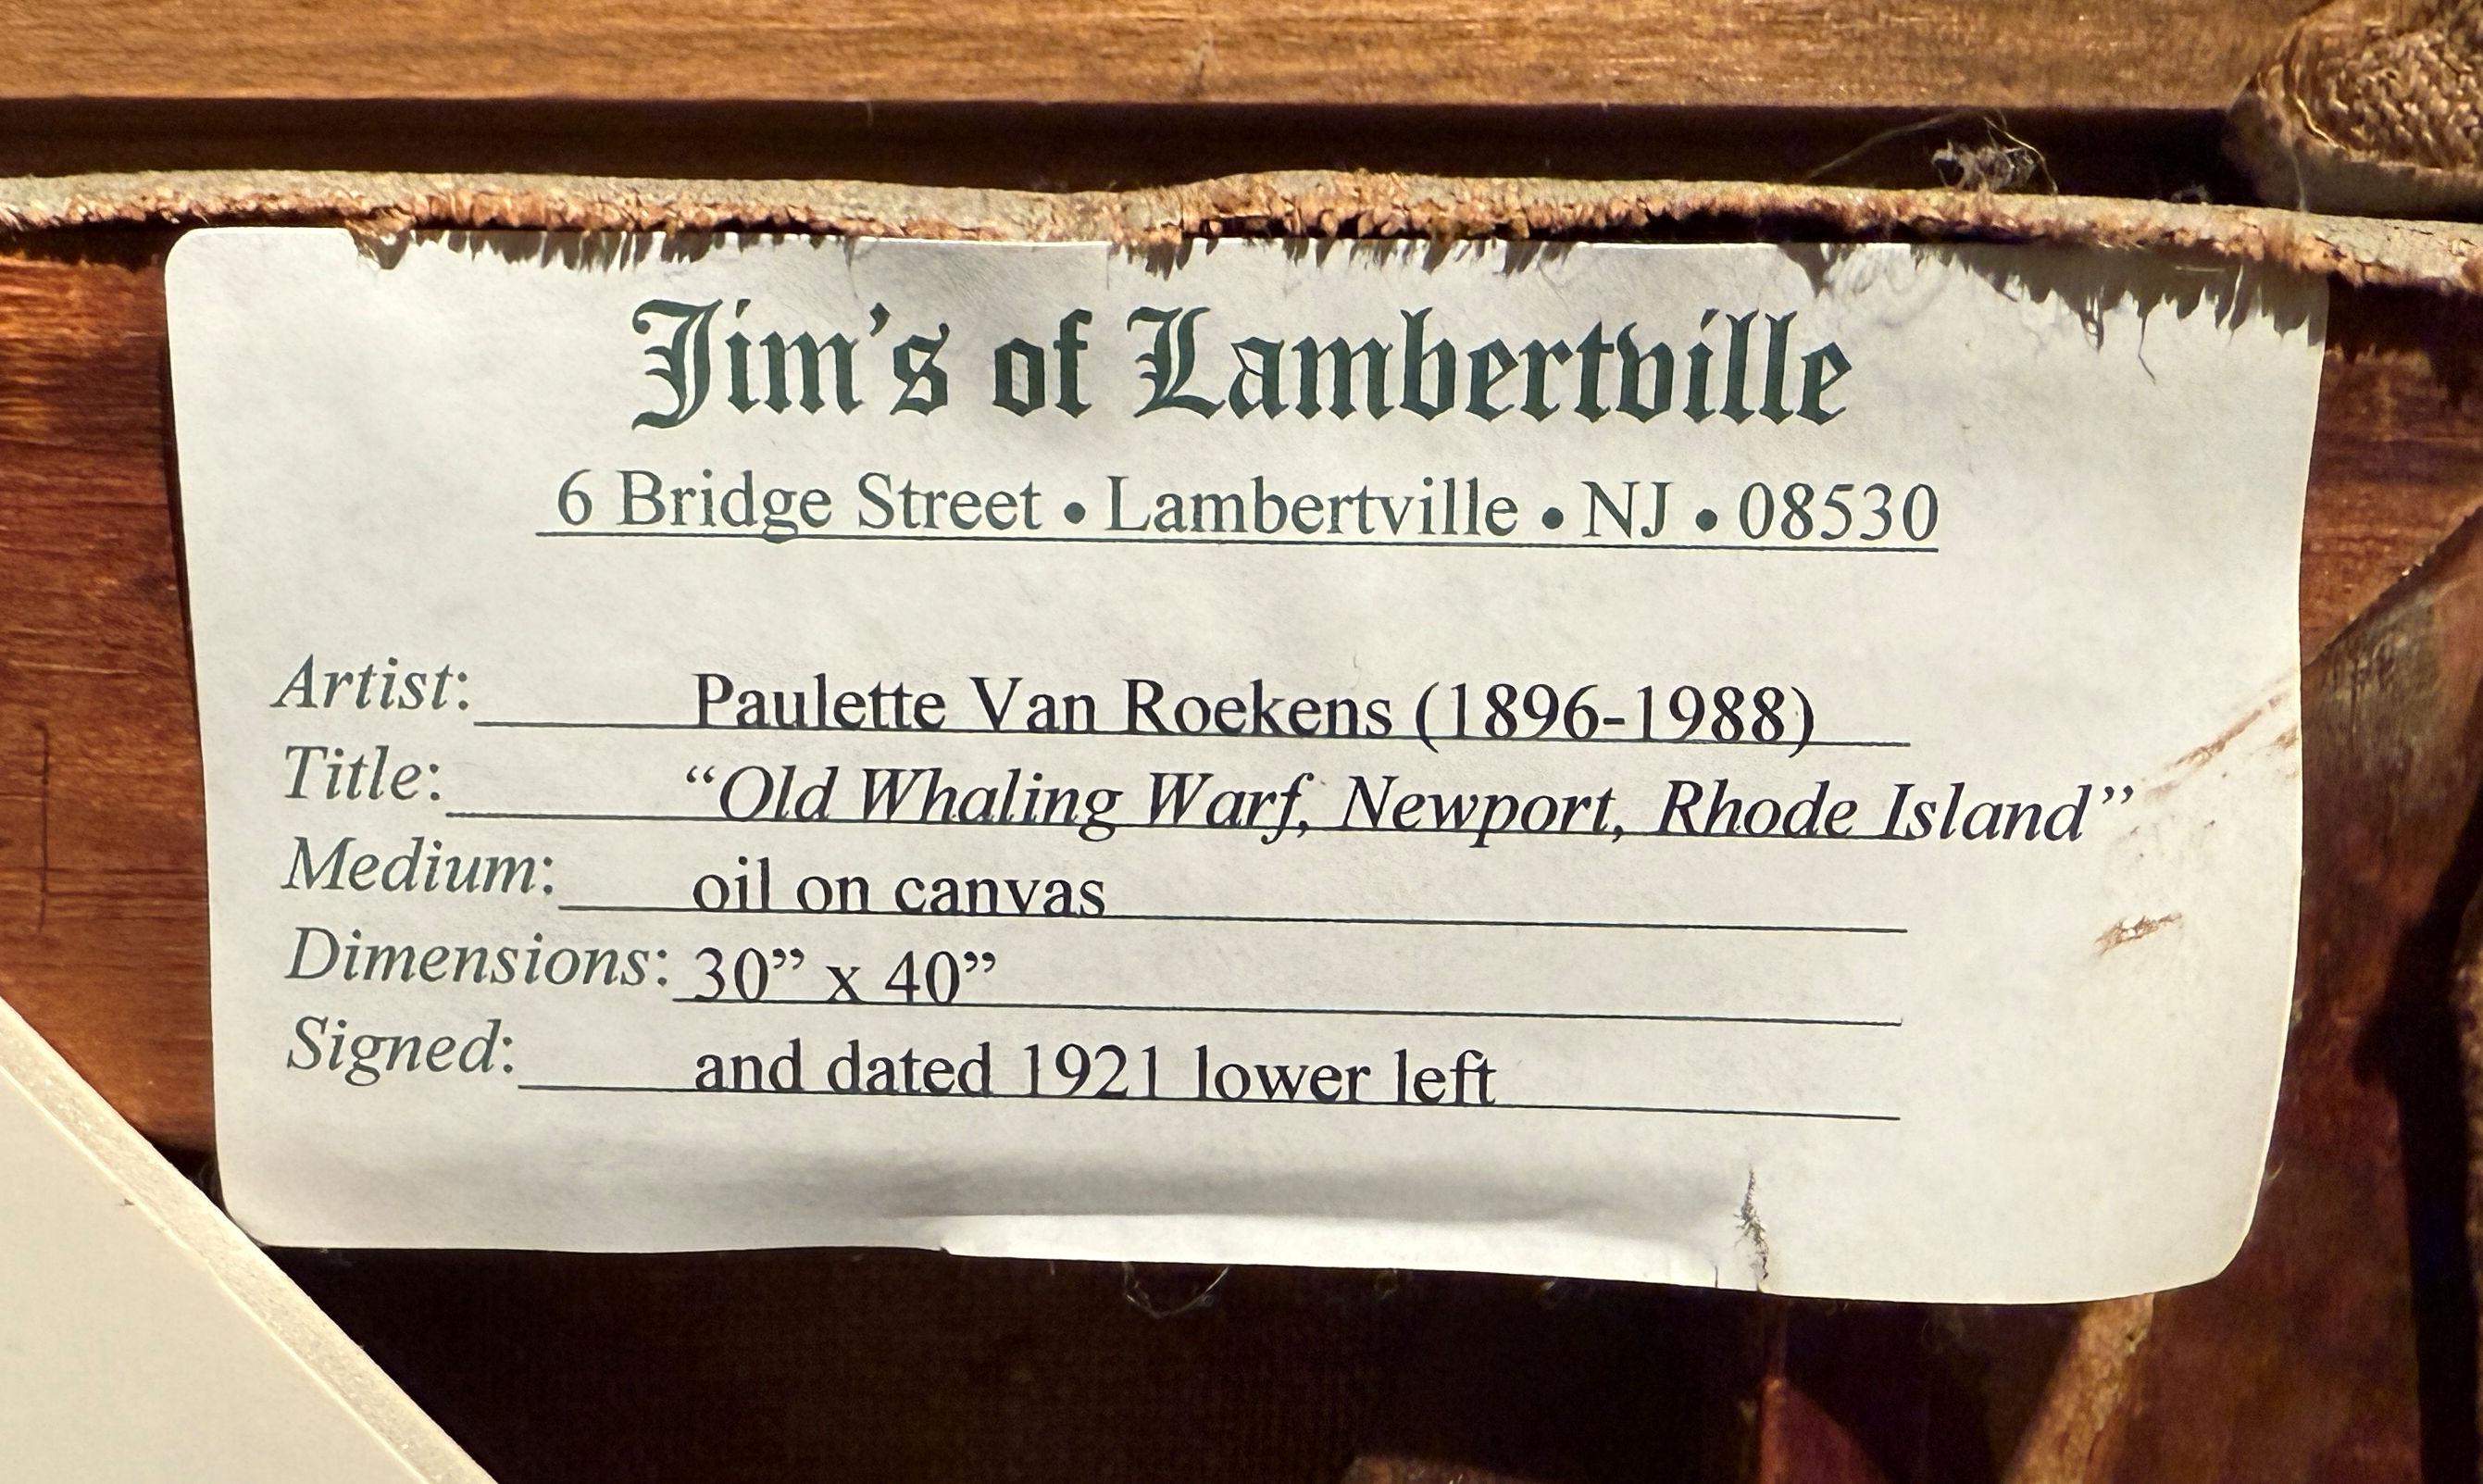 Jim's of Lambertville
6 Bridge Street • Lambertville • NJ • 08530
Artist: Paulette Van Roekens (1896-1988)
Title: “Old Whaling Warf, Newport, Rhode Island”
Medium: oil on canvas
Dimensions: 30” x 40”
Signed: and dated 1921 lower left